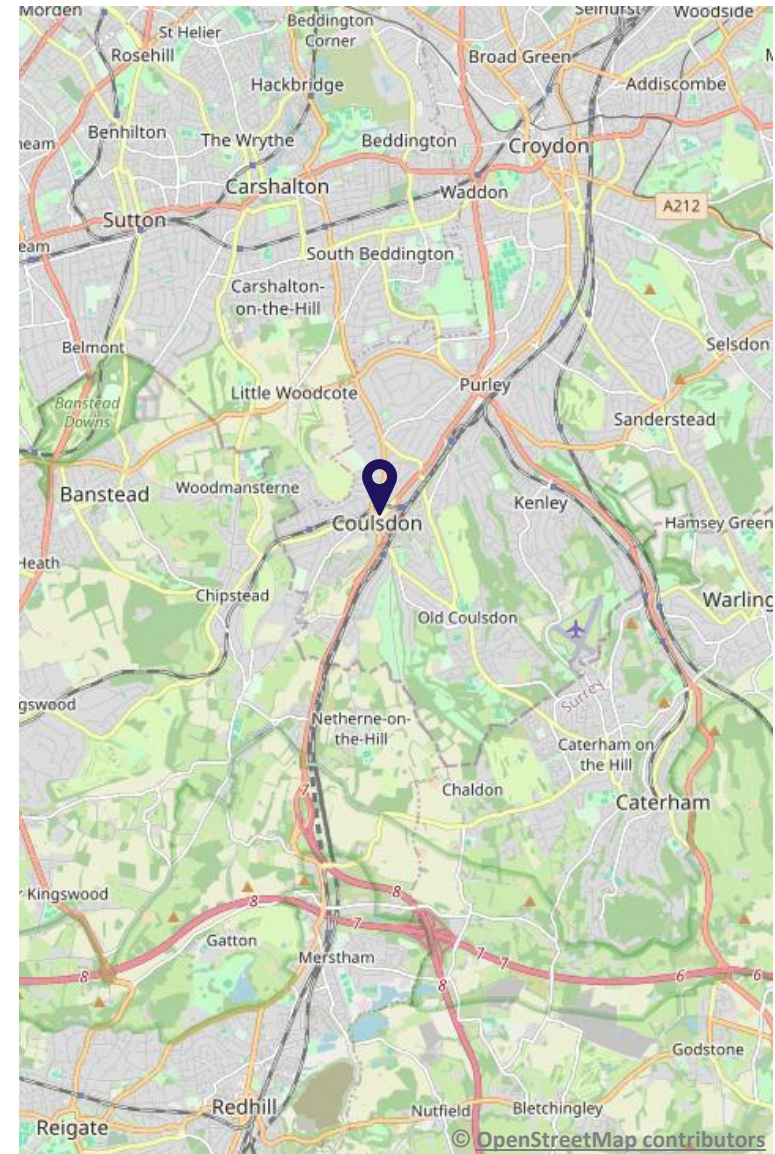 Morden
St Helier
Beddington
Corner
Selhurst
Woodside
Rosehill
Broad Green
Hackbridge
Addiscombe
Benhilton
The Wrythe
Beddington
Croydon
Carshalton
Waddon
A212
Sutton
South Beddington
Carshalton-
on-the-Hill
Belmont
Selsdon
Little Woodcote
Purley
Banstead
Downs
Sanderstead
Banstead
Woodmansterne
Kenley
Coulsdon
Hamsey Green
Heath
Chipstead
Warling
Old Coulsdon
gswood
Surrey
Netherne-on-
the-Hill
Caterham on
the Hill
Chaldon
7
Caterham
r Kingswood
8
8
Gatton
7
7
7
Merstham
8
8
6
6
Godstone
Redhill
Nutfield
Bletchingley
Reigate
© OpenStreetMap contributors